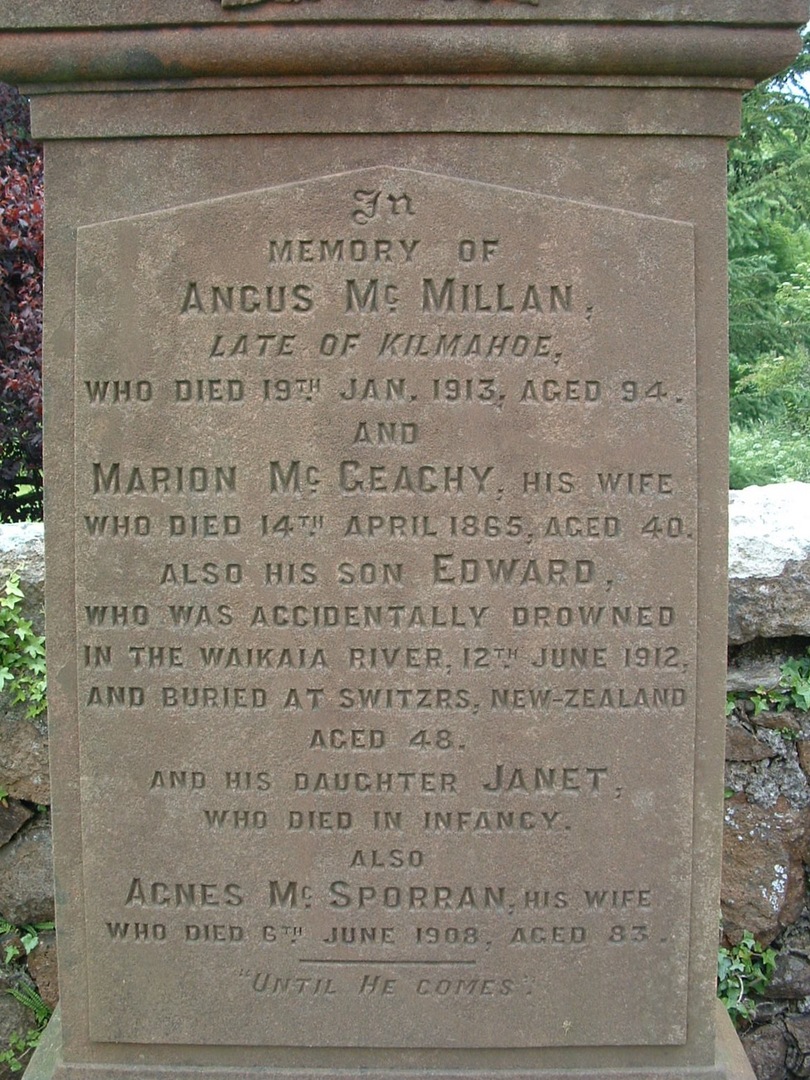 In
MEMORY OF
ANGUS Mc MILLAN,
LATE OF KILMAHOE,
WHO DIED 19TH JAN. 1913, AGED 94.
AND
MARION Mc GEACHY, HIS WIFE
WHO DIED 14TH APRIL 1865, AGED 40.
ALSO HIS SON EDWARD,
WHO WAS ACCIDENTALLY DROWNED
IN THE WAIKAIA RIVER, 12TH JUNE 1912,
AND BURIED AT SWITZRS, NEW-ZEALAND
AGED 48.
AND HIS DAUGHTER JANET,
WHO DIED IN INFANCY.
ALSO
AGNES Mc SPORRAN, HIS WIFE
WHO DIED 6TH JUNE 1908, AGED 83.
"UNTIL HE COMES".